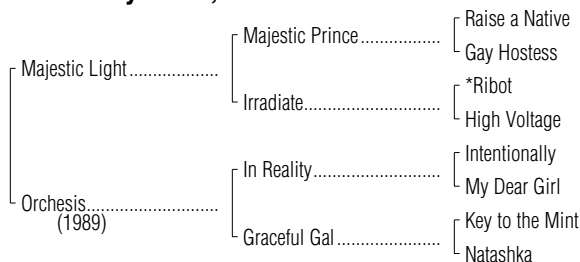 Raise a Native
Majestic Prince....................
Gay Hostess
Majestic Light......................
*Ribot
Irradiate..................................
High Voltage
Intentionally
In Reality................................
My Dear Girl
Orchesis.................................
(1989)
Key to the Mint
Graceful Gal..........................
Natashka